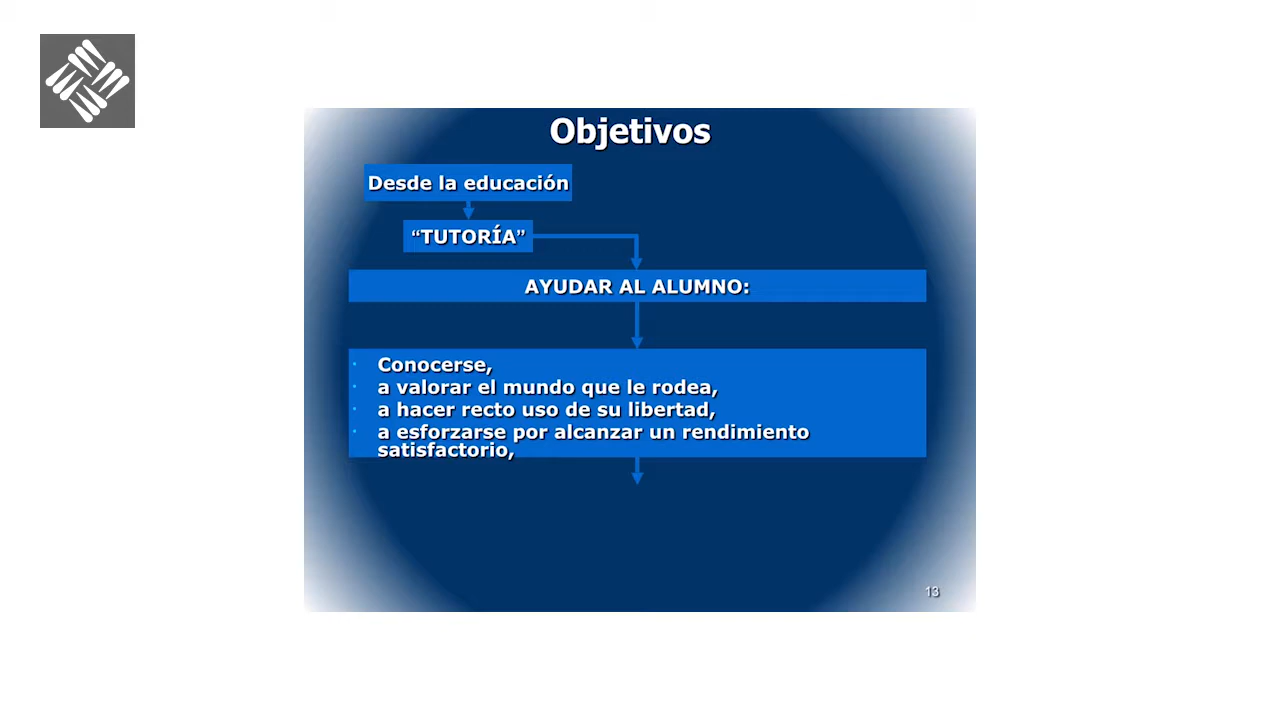 Objetivos
Desde la educación
“TUTORÍA”
AYUDAR AL ALUMNO:
· Conocerse,
· a valorar el mundo que le rodea,
· a hacer recto uso de su libertad,
· a esforzarse por alcanzar un rendimiento
satisfactorio,
13